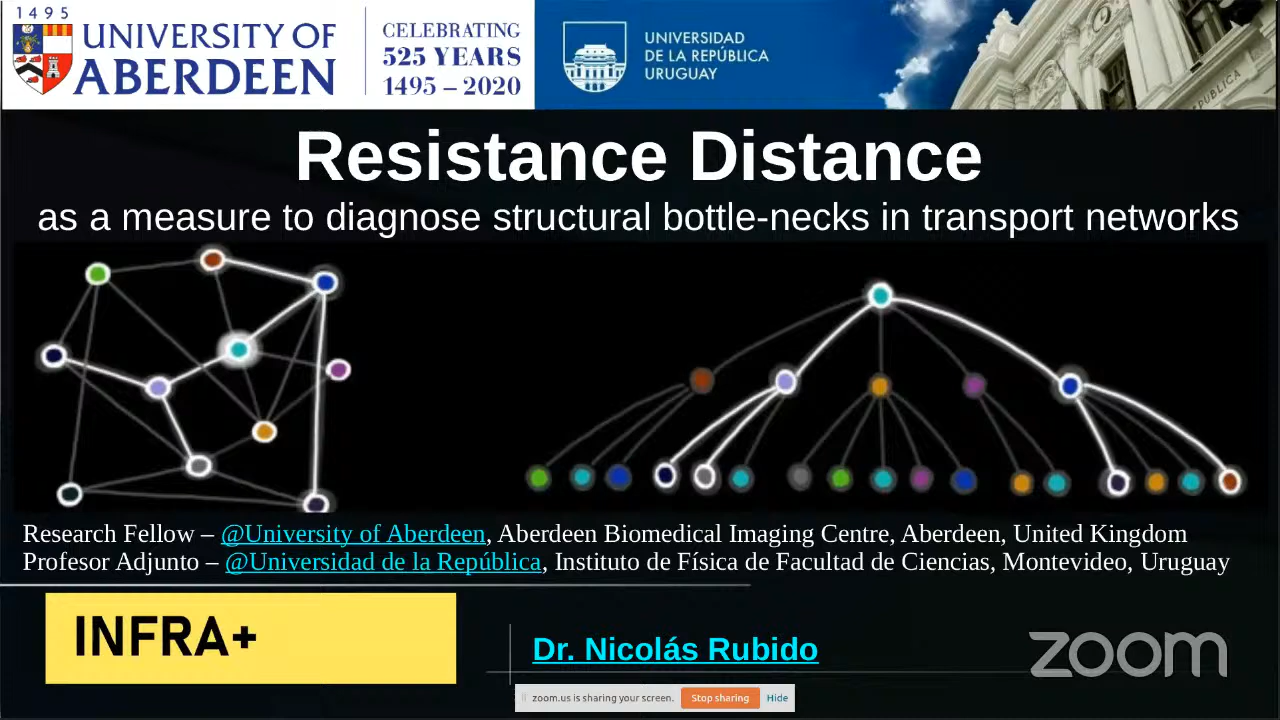 1495
UNIVERSITY OF
ABERDEEN
CELEBRATING
525 YEARS
1495 – 2020
UNIVERSIDAD
DE LA REPÚBLICA
URUGUAY
REPUBLICA
Resistance Distance
as a measure to diagnose structural bottle-necks in transport networks
Research Fellow – @University of Aberdeen, Aberdeen Biomedical Imaging Centre, Aberdeen, United Kingdom
Profesor Adjunto – @Universidad de la República, Instituto de Física de Facultad de Ciencias, Montevideo, Uruguay
INFRA+
Dr. Nicolás Rubido
zoom
zoom.us is sharing your screen. Stop sharing Hide